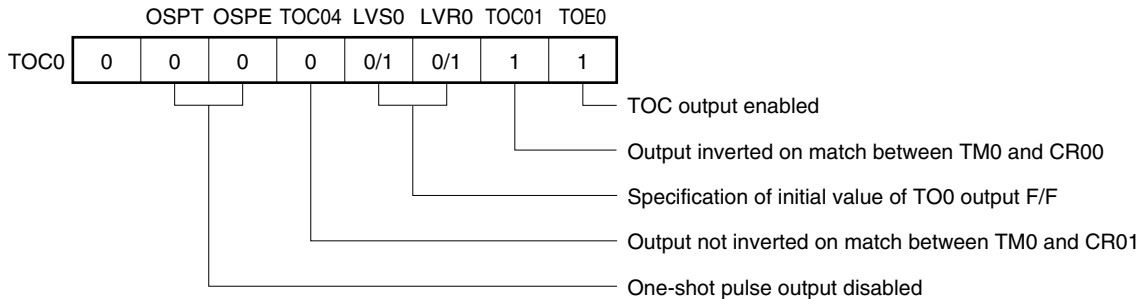 OSPT OSPE TOC04 LVS0 LVR0 TOC01 TOE0
TOC0 0 0 0 0 0/1 0/1 1 1
TOC output enabled
Output inverted on match between TM0 and CR00
Specification of initial value of TO0 output F/F
Output not inverted on match between TM0 and CR01
One-shot pulse output disabled